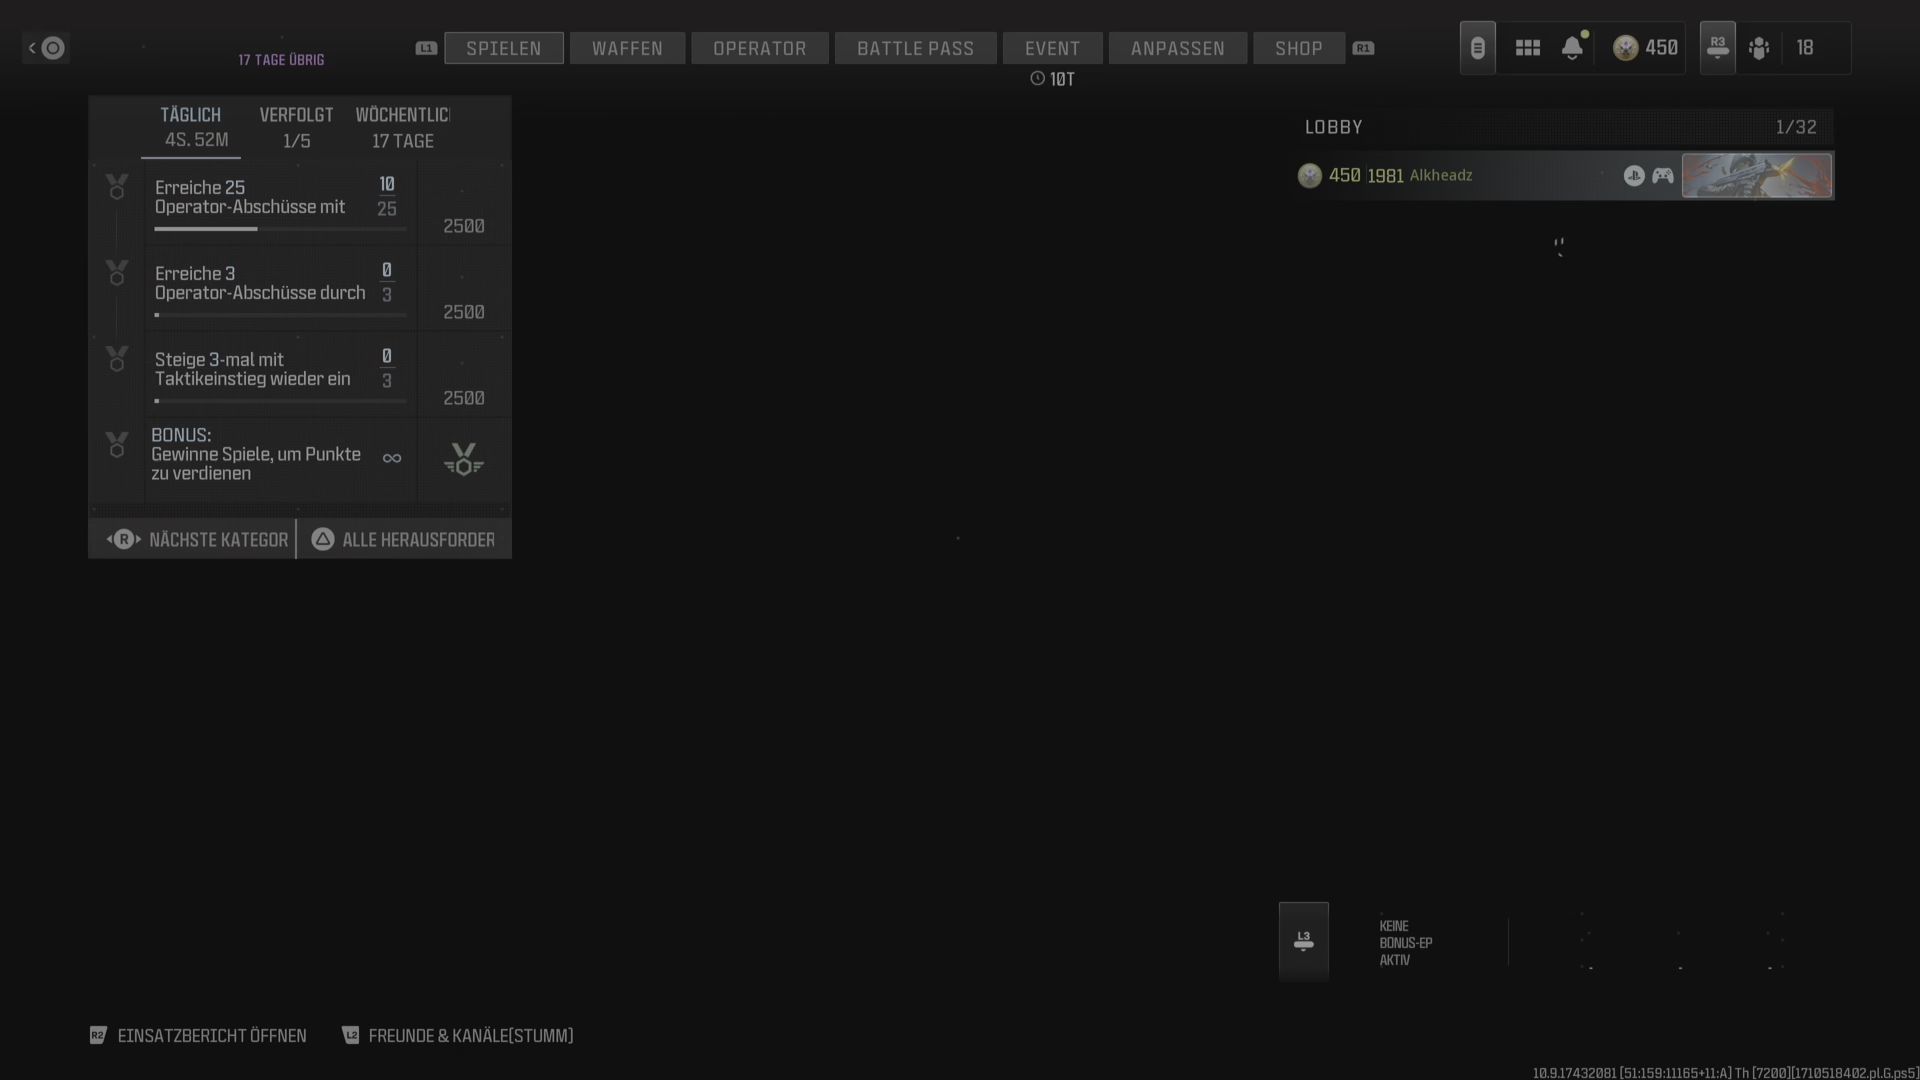 17 TAGE ÜBRIG
L1
SPIELEN
WAFFEN
OPERATOR
BATTLE PASS
EVENT
ANPASSEN
SHOP
R1
10T
450
R3
18
TÄGLICH
4S. 52M
VERFOLGT
1/5
WÖCHENTLIC
17 TAGE
Erreiche 25
Operator-Abschüsse mit
10
25
2500
Erreiche 3
Operator-Abschüsse durch
0
3
2500
Steige 3-mal mit
Taktikeinstieg wieder ein
0
3
2500
BONUS:
Gewinne Spiele, um Punkte
zu verdienen
∞
R NÄCHSTE KATEGOR
ALLE HERAUSFORDER
LOBBY
1/32
450 1981 Alkheadz
L3
KEINE
BONUS-EP
AKTIV
R2 EINSATZBERICHT ÖFFNEN
L2 FREUNDE & KANÄLE(STUMM)
10.9.17432081 [51:159:11165+11:A] Th [7200][1710518402.pl.G.ps5]